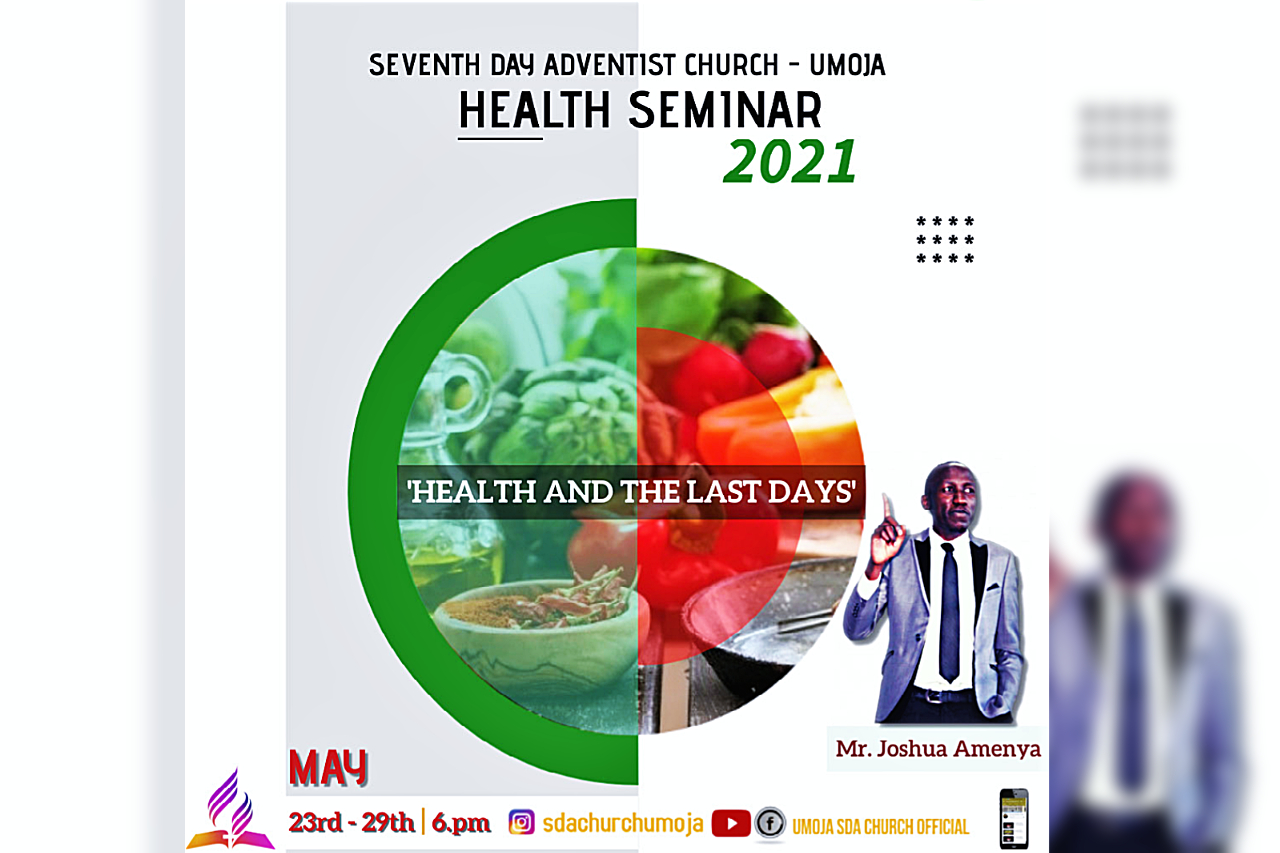 SEVENTH DAY ADVENTIST CHURCH - UMOJA
HEALTH SEMINAR
2021
* * * *
* * * *
* * * *
'HEALTH AND THE LAST DAYS'
Mr. Joshua Amenya
MAY
23rd - 29th | 6.pm
sdachurchumoja
UMOJA SDA CHURCH OFFICIAL